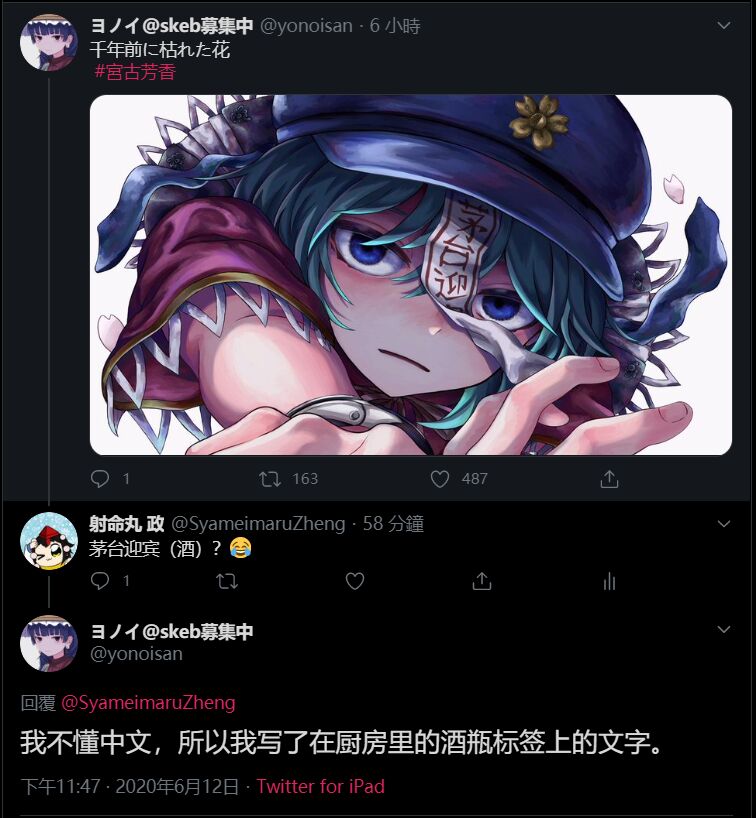 ヨノイ@skeb募集中 @yonoisan · 6 小時
千年前に枯れた花
#宮古芳香
茅台迎
1
163
487
射命丸 政 @SyameimaruZheng · 58 分鐘
茅台迎宾（酒）？😂
1
ヨノイ@skeb募集中
@yonoisan
回覆 @SyameimaruZheng
我不懂中文，所以我写了在厨房里的酒瓶标签上的文字。
下午11:47 · 2020年6月12日 · Twitter for iPad